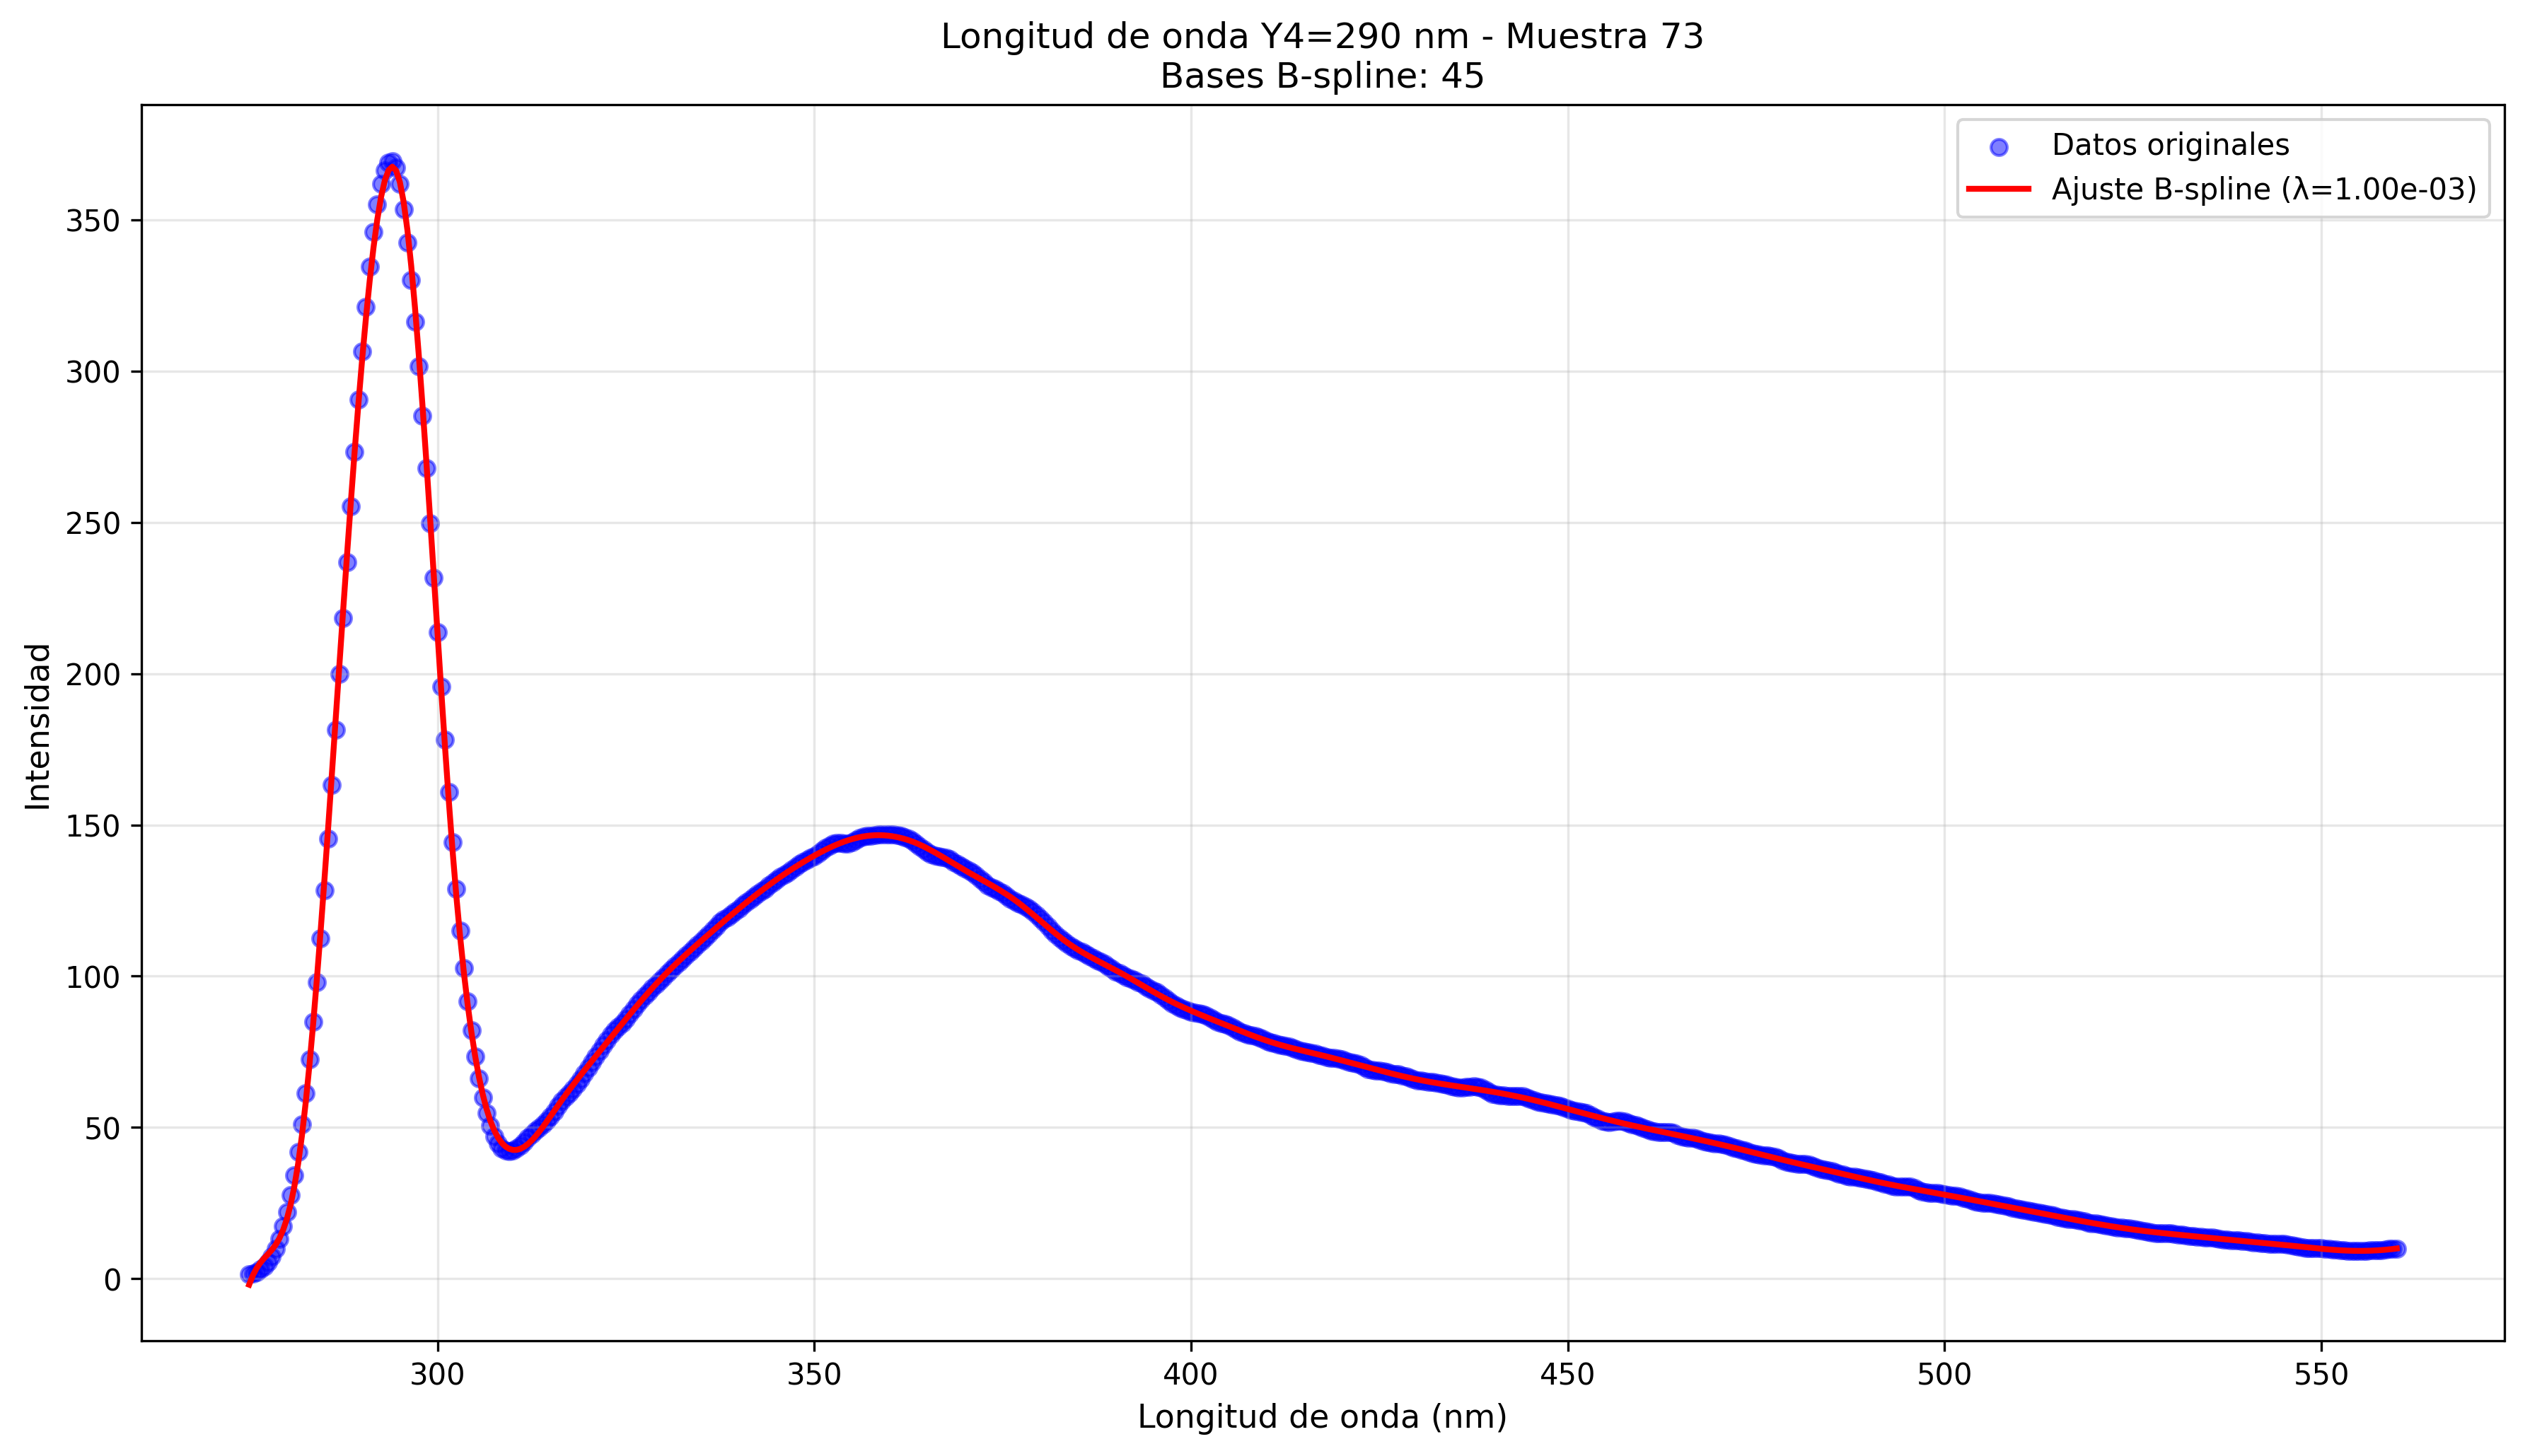 Longitud de onda Y4=290 nm - Muestra 73
Bases B-spline: 45
Datos originales
Ajuste B-spline (λ=1.00e-03)
Intensidad
350
300
250
200
150
100
50
0
300 350 400 450 500 550
Longitud de onda (nm)